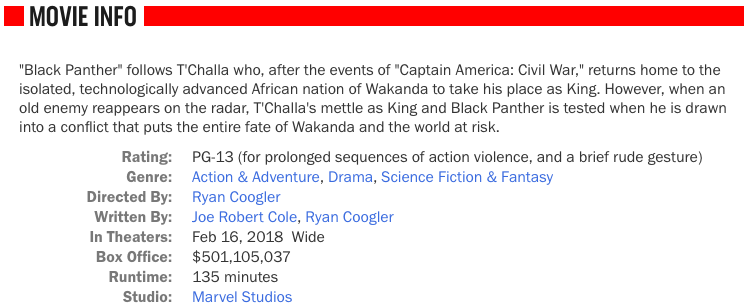 MOVIE INFO
"Black Panther" follows T'Challa who, after the events of "Captain America: Civil War," returns home to the
isolated, technologically advanced African nation of Wakanda to take his place as King. However, when an
old enemy reappears on the radar, T'Challa's mettle as King and Black Panther is tested when he is drawn
into a conflict that puts the entire fate of Wakanda and the world at risk.
Rating: PG-13 (for prolonged sequences of action violence, and a brief rude gesture)
Genre: Action & Adventure, Drama, Science Fiction & Fantasy
Directed By: Ryan Coogler
Written By: Joe Robert Cole, Ryan Coogler
In Theaters: Feb 16, 2018 Wide
Box Office: $501,105,037
Runtime: 135 minutes
Studio: Marvel Studios